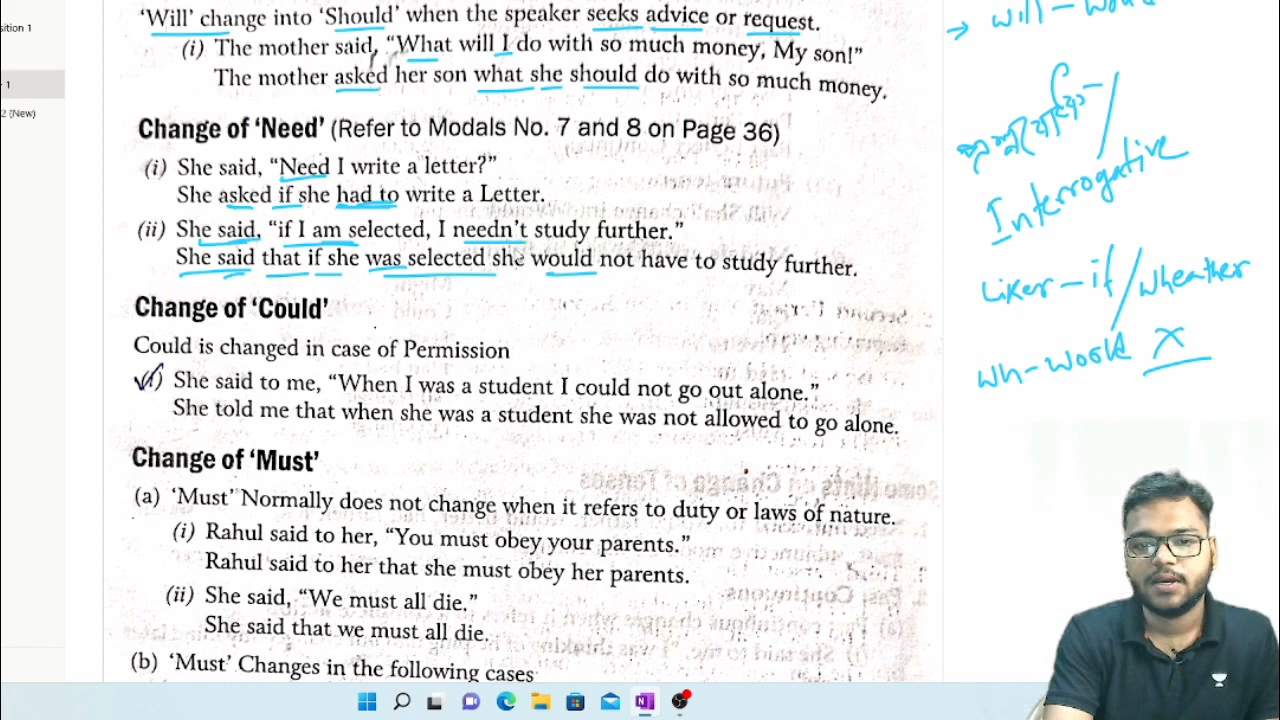 sition 1
1
2 (New)
'Will' change into 'Should' when the speaker seeks advice or request.
(i) The mother said, "What will I do with so much money, My son!"
The mother asked her son what she should do with so much money.
Change of 'Need' (Refer to Modals No. 7 and 8 on Page 36)
(i) She said, "Need I write a letter?"
She asked if she had to write a Letter.
(ii) She said, "if I am selected, I needn't study further."
She said that if she was selected she would not have to study further.
Change of 'Could'
Could is changed in case of Permission
(i) She said to me, "When I was a student I could not go out alone."
She told me that when she was a student she was not allowed to go alone.
Change of 'Must'
(a) 'Must' Normally does not change when it refers to duty or laws of nature.
(i) Rahul said to her, "You must obey your parents."
Rahul said to her that she must obey her parents.
(ii) She said, "We must all die."
She said that we must all die.
(b) 'Must' Changes in the following cases
→ will - wou
Interrogative
Liker - if / wheather
wh-work X